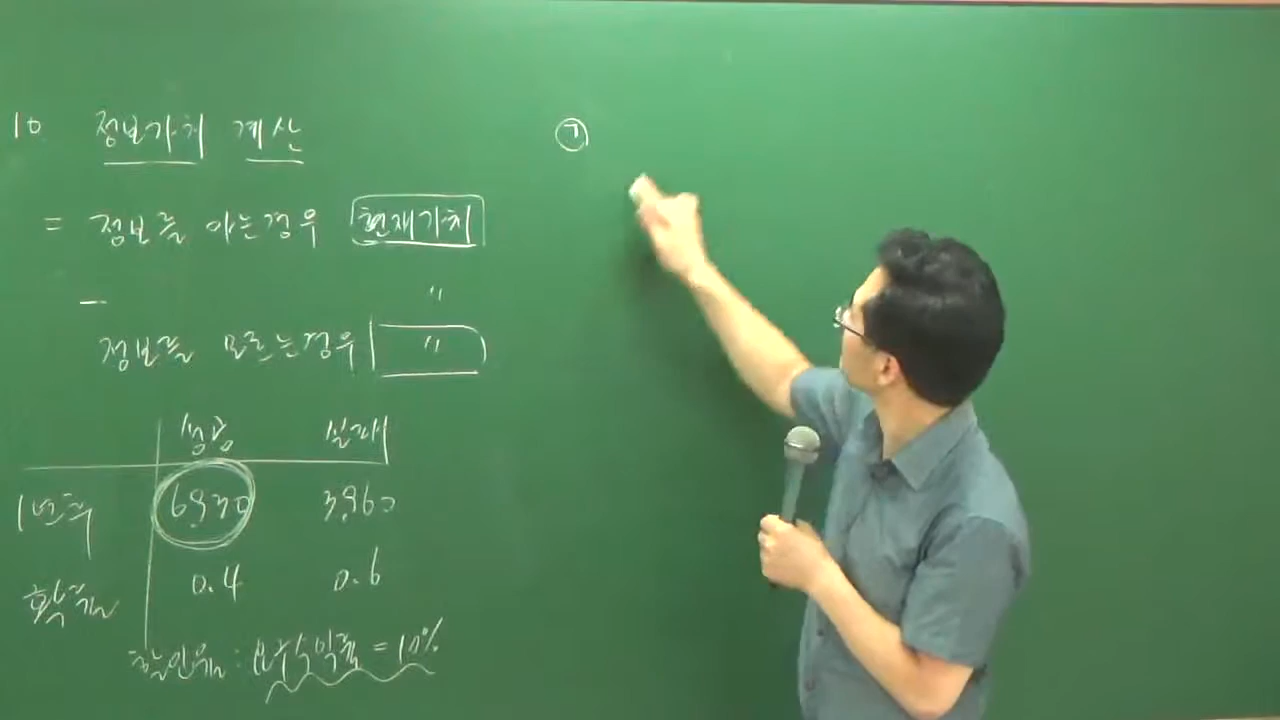 10 정보가치 계산
= 정보를 아는경우 현재가치
— 〃
정보를 모르는경우 〃
성공 실패
1년후 6,930 3,960
확률 0.4 0.6
할인율 : 요구수익률 = 10%
㉠